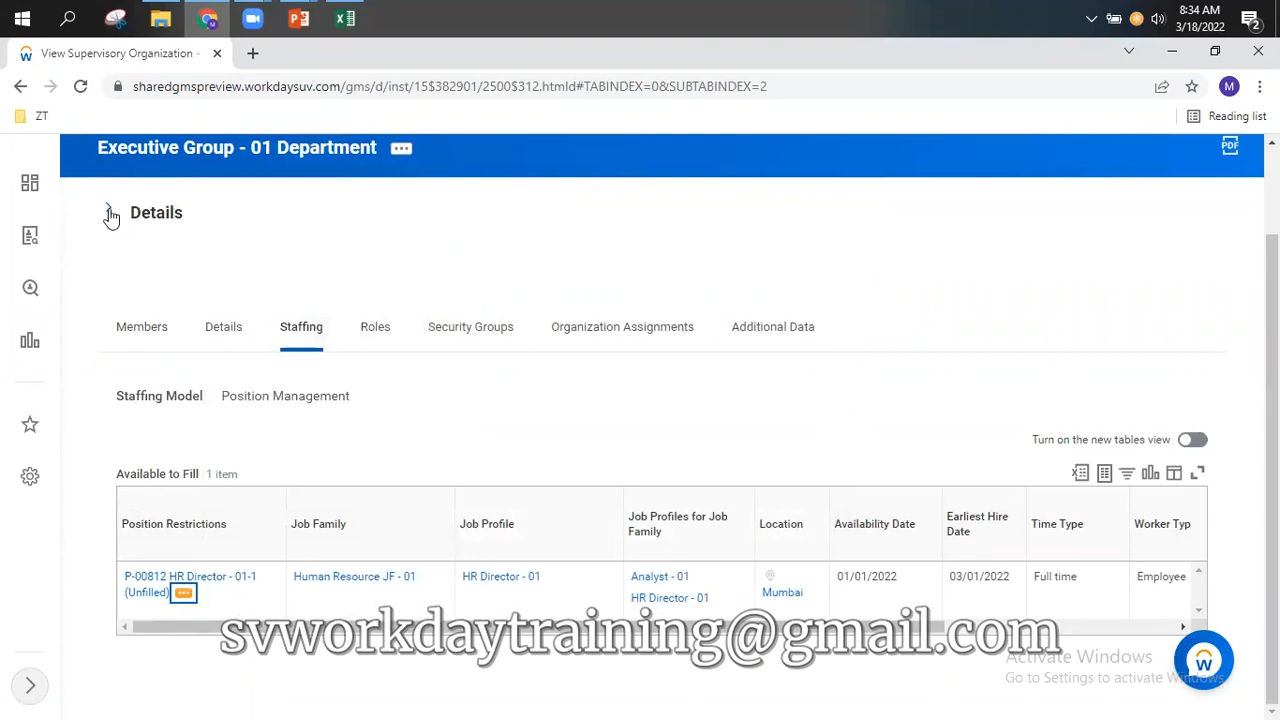 8:34 AM
3/18/2022
2
View Supervisory Organization -
sharedgmspreview.workdaysuv.com/gms/d/inst/15$382901/2500$312.htmld#TABINDEX=0&SUBTABINDEX=2
M
ZT
Reading list
Executive Group - 01 Department
PDF
Details
Members Details Staffing Roles Security Groups Organization Assignments Additional Data
Staffing Model Position Management
Turn on the new tables view
Available to Fill 1 item
Position Restrictions Job Family Job Profile Job Profiles for Job Family Location Availability Date Earliest Hire Date Time Type Worker Typ
P-00812 HR Director - 01-1 (Unfilled) Human Resource JF - 01 HR Director - 01 Analyst - 01 Mumbai 01/01/2022 03/01/2022 Full time Employee
HR Director - 01
svworkdaytraining@gmail.com
Activate Windows
Go to Settings to activate Windows.